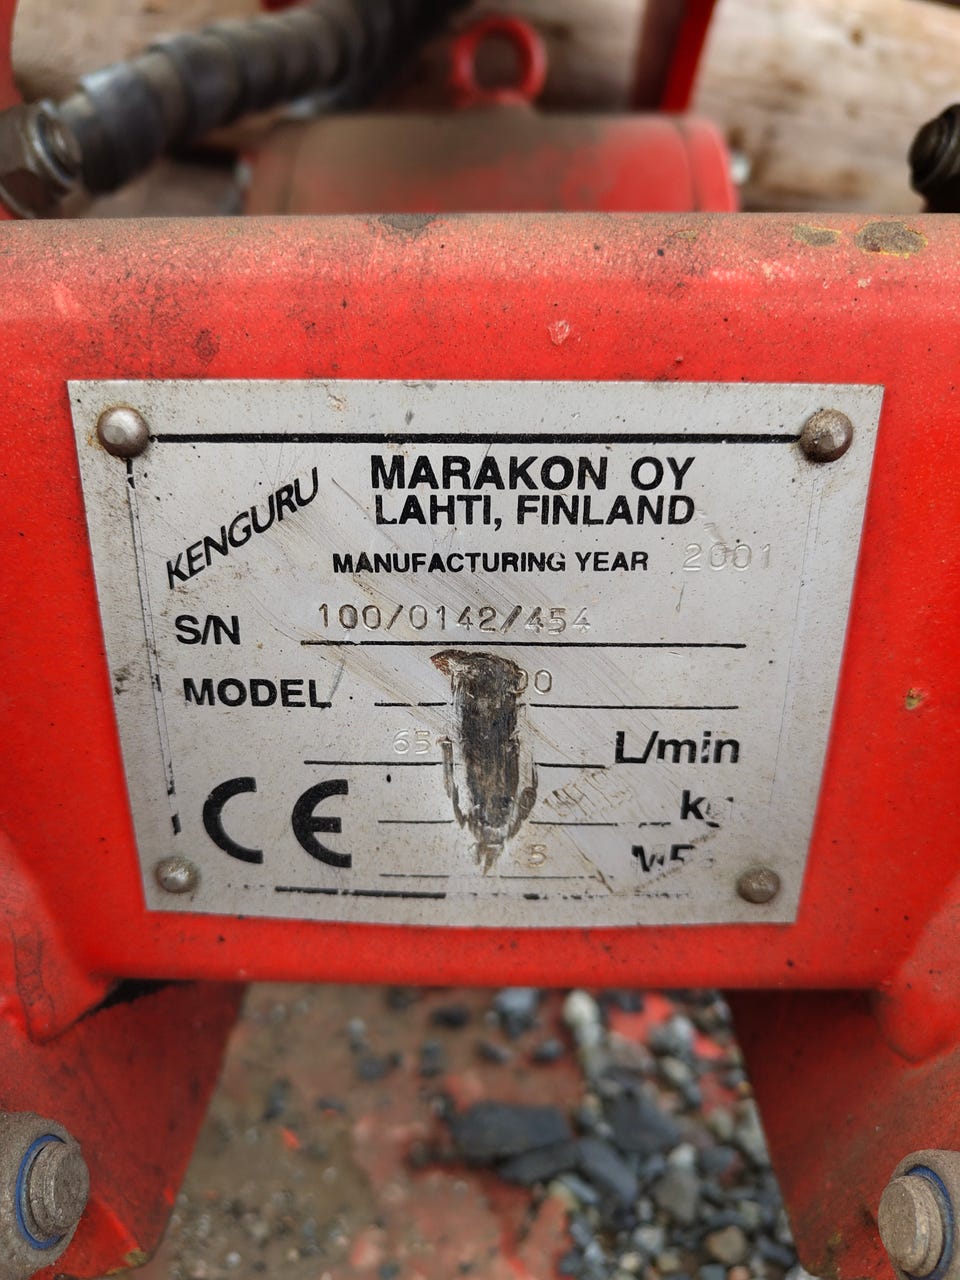 KENGURU
MARAKON OY
LAHTI, FINLAND
MANUFACTURING YEAR 2001
S/N 100/0142/454
MODEL
L/min
CE